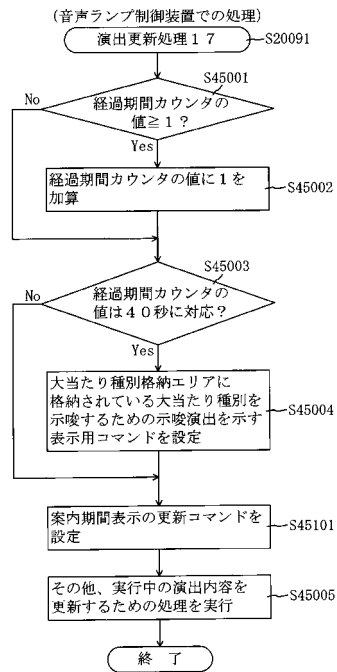 (音声ランプ制御装置での処理)
演出更新処理17
S20091
S45001
No
経過期間カウンタの
値≧1?
Yes
経過期間カウンタの値に1を
加算
S45002
S45003
No
経過期間カウンタの
値は40秒に対応?
Yes
大当たり種別格納エリアに
格納されている大当たり種別を
示唆するための示唆演出を示す
表示用コマンドを設定
S45004
案内期間表示の更新コマンドを
設定
S45101
その他、実行中の演出内容を
更新するための処理を実行
S45005
終 了